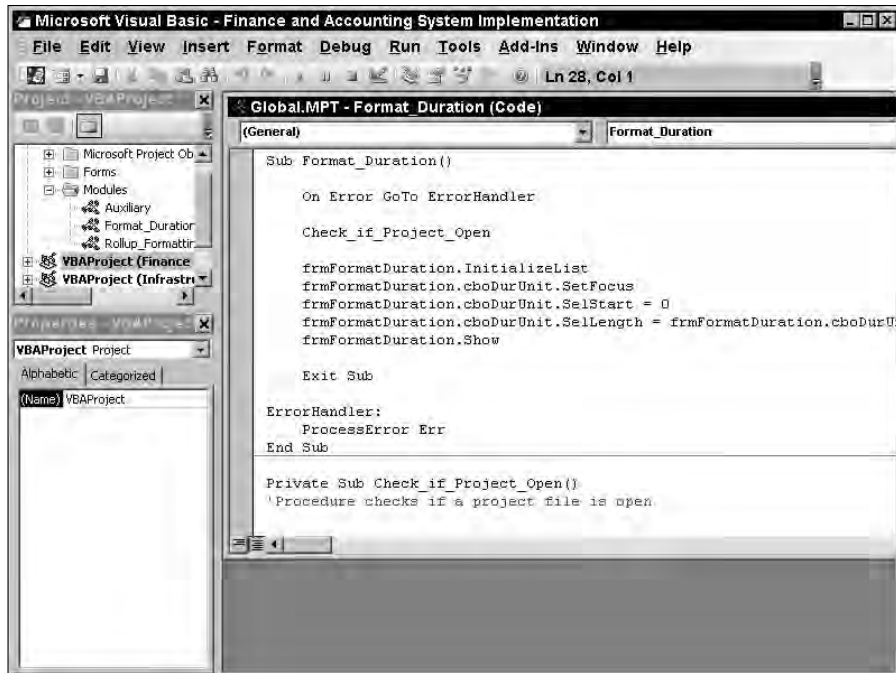 Microsoft Visual Basic - Finance and Accounting System Implementation
File Edit View Insert Format Debug Run Tools Add-Ins Window Help
Ln 28, Col 1
Project - VBAProject
Microsoft Project Ob
Forms
Modules
Auxiliary
Format_Duration
Rollup_Formattin
VBAProject (Finance
VBAProject (Infrastru
Properties - VBAProject
VBAProject Project
Alphabetic Categorized
(Name) VBAProject
Global.MPT - Format_Duration (Code)
(General) Format_Duration
Sub Format_Duration()
On Error GoTo ErrorHandler
Check_if_Project_Open
frmFormatDuration.InitializeList
frmFormatDuration.cboDurUnit.SetFocus
frmFormatDuration.cboDurUnit.SelStart = 0
frmFormatDuration.cboDurUnit.SelLength = frmFormatDuration.cboDurU
frmFormatDuration.Show
Exit Sub
ErrorHandler:
ProcessError Err
End Sub
Private Sub Check_if_Project_Open()
'Procedure checks if a project file is open